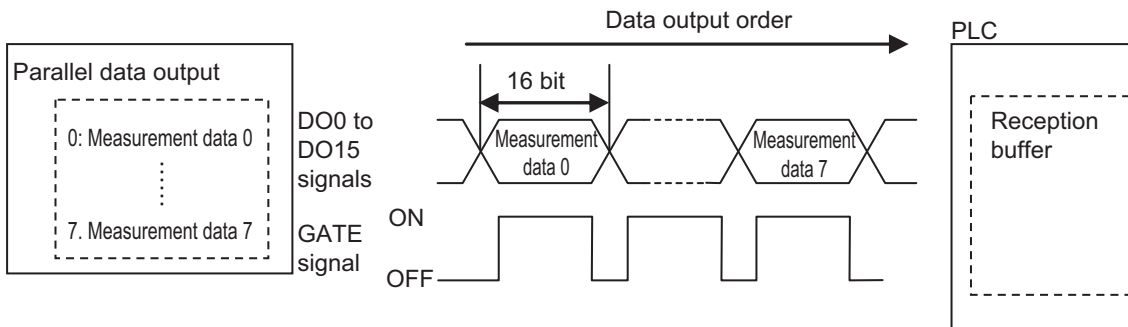 Data output order
PLC
Parallel data output
16 bit
0: Measurement data 0
7. Measurement data 7
DO0 to
DO15
signals
Measurement
data 0
Measurement
data 7
Reception
buffer
ON
GATE
signal
OFF